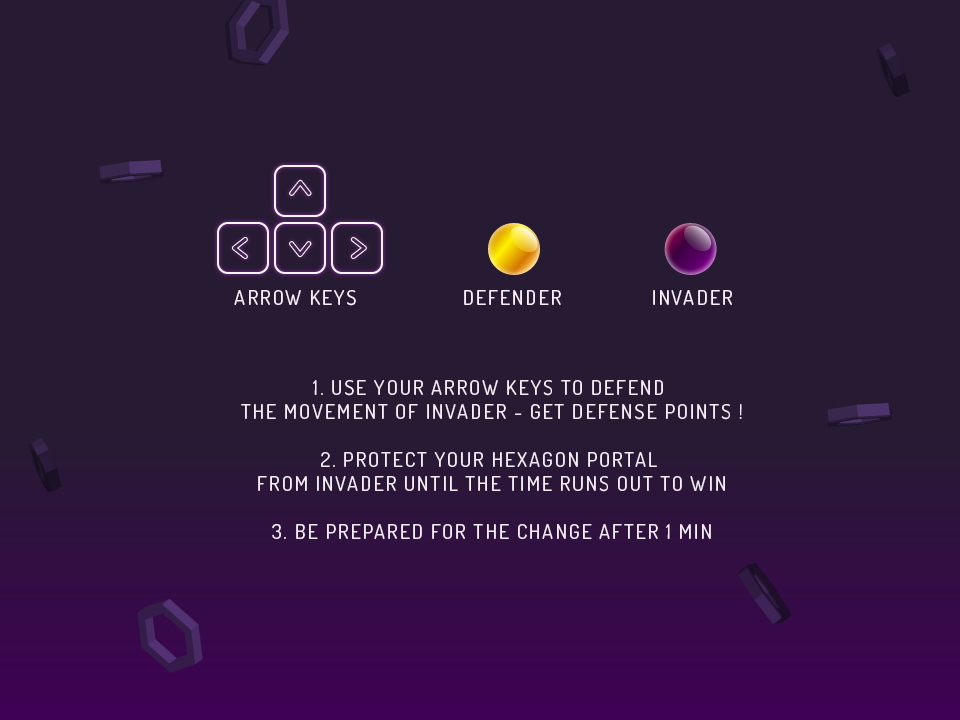 ARROW KEYS
DEFENDER
INVADER
1. USE YOUR ARROW KEYS TO DEFEND
THE MOVEMENT OF INVADER - GET DEFENSE POINTS !
2. PROTECT YOUR HEXAGON PORTAL
FROM INVADER UNTIL THE TIME RUNS OUT TO WIN
3. BE PREPARED FOR THE CHANGE AFTER 1 MIN